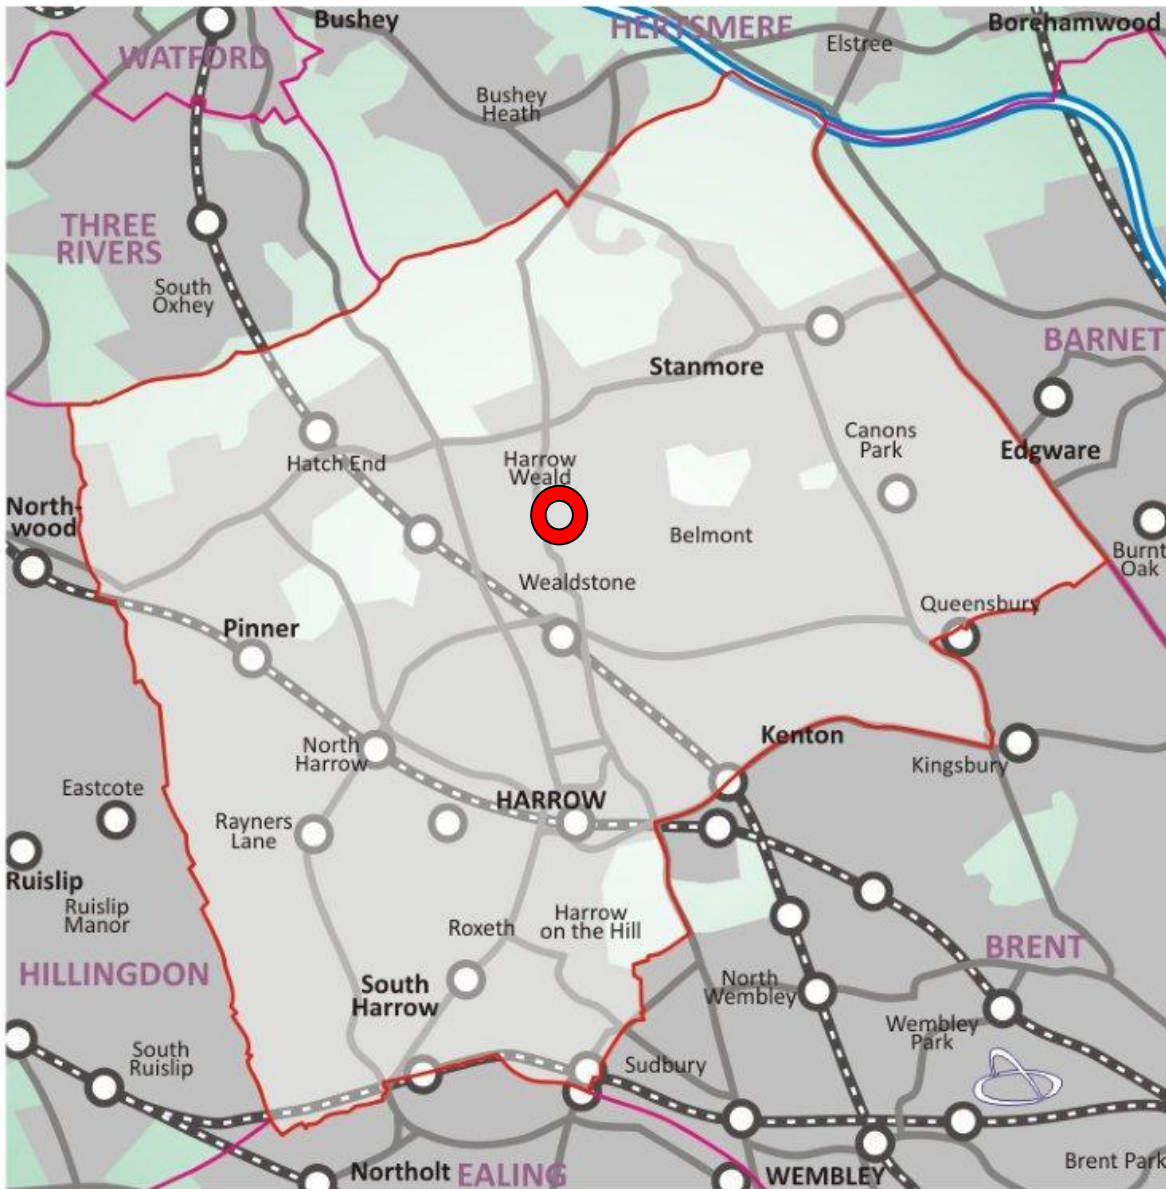 Bushey
HERTSMERE
Borehamwood
WATFORD
Elstree
Bushey
Heath
THREE
RIVERS
South
Oxhey
BARNET
Stanmore
Canons
Park
Edgware
Harrow
Weald
Hatch End
North-
wood
Belmont
Burnt
Oak
Wealdstone
Queensbury
Pinner
North
Harrow
Kenton
Kingsbury
Eastcote
HARROW
Rayners
Lane
Ruislip
Ruislip
Manor
Roxeth
Harrow
on the Hill
BRENT
HILLINGDON
South
Harrow
North
Wembley
Wembley
Park
South
Ruislip
Sudbury
Brent Park
Northolt
EALING
WEMBLEY